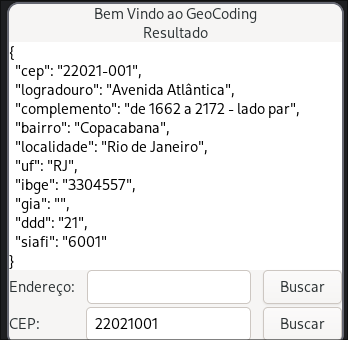 Bem Vindo ao GeoCoding
Resultado
{
"cep": "22021-001",
"logradouro": "Avenida Atlântica",
"complemento": "de 1662 a 2172 - lado par",
"bairro": "Copacabana",
"localidade": "Rio de Janeiro",
"uf": "RJ",
"ibge": "3304557",
"gia": "",
"ddd": "21",
"siafi": "6001"
}
Endereço: Buscar
CEP: 22021001 Buscar